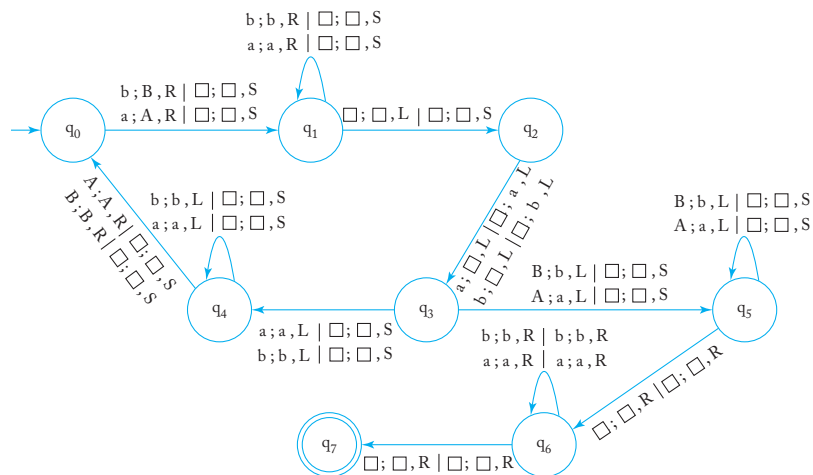 b ; b , R | □ ; □ , S
a ; a , R | □ ; □ , S
b ; B , R | □ ; □ , S
a ; A , R | □ ; □ , S
q0
q1
□ ; □ , L | □ ; □ , S
q2
A ; A , R | □ ; □ , S
B ; B , R | □ ; □ , S
b ; b , L | □ ; □ , S
a ; a , L | □ ; □ , S
a ; □ , L | □ ; a , L
b ; □ , L | □ ; b , L
B ; b , L | □ ; □ , S
A ; a , L | □ ; □ , S
B ; b , L | □ ; □ , S
A ; a , L | □ ; □ , S
q4
q3
q5
a ; a , L | □ ; □ , S
b ; b , L | □ ; □ , S
b ; b , R | b ; b , R
a ; a , R | a ; a , R
□ ; □ , R | □ ; □ , R
q7
□ ; □ , R | □ ; □ , R
q6